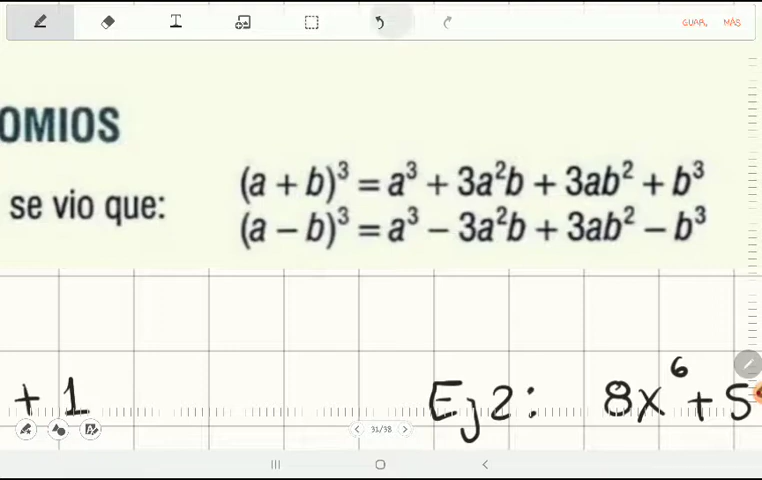 GUAR. MÁS
OMIOS
se vio que:
(a + b)³ = a³ + 3a²b + 3ab² + b³
(a − b)³ = a³ − 3a²b + 3ab² − b³
+ 1
Ej 2: 8x⁶ + 5
31/38